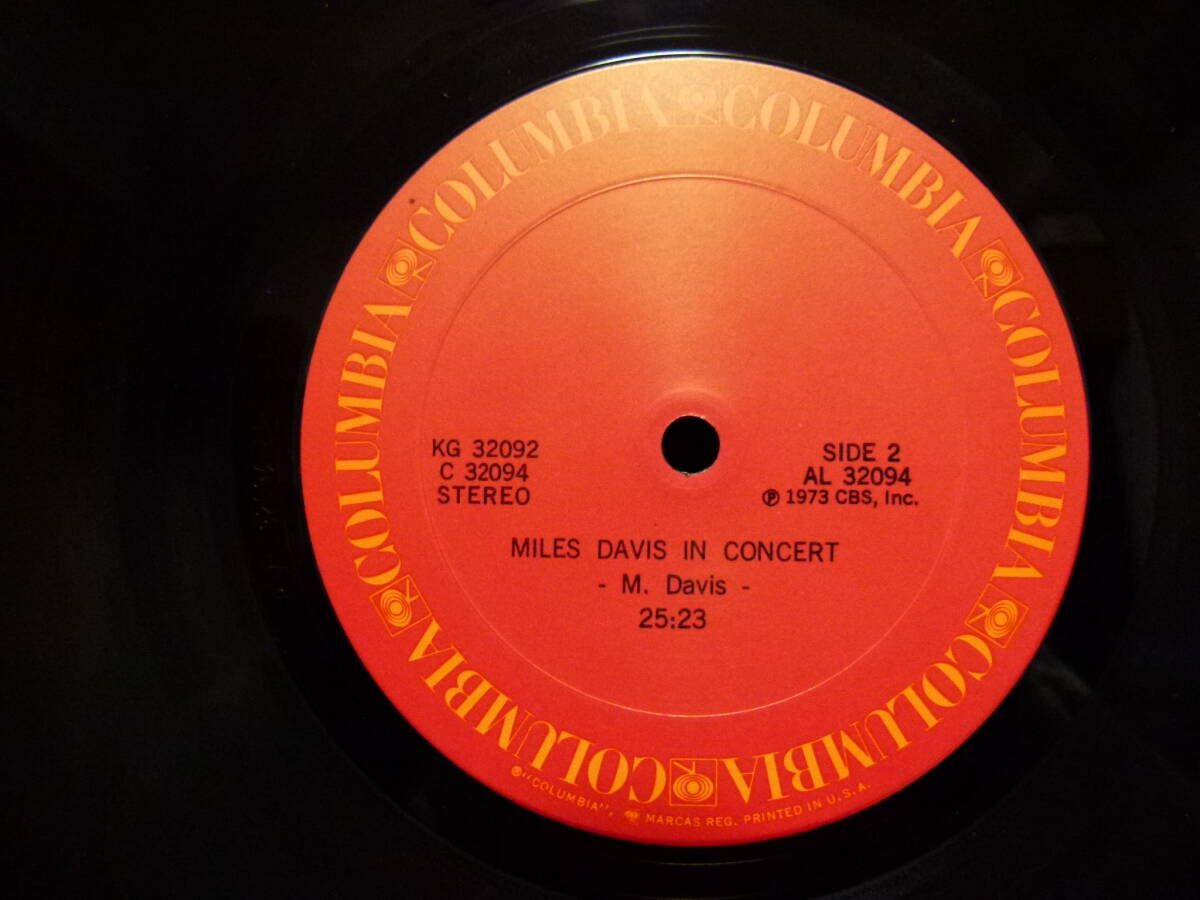 COLUMBIA COLUMBIA COLUMBIA COLUMBIA COLUMBIA COLUMBIA
KG 32092
C 32094
STEREO
SIDE 2
AL 32094
℗ 1973 CBS, Inc.
MILES DAVIS IN CONCERT
- M. Davis -
25:23
® "COLUMBIA", MARCAS REG. PRINTED IN U.S.A.